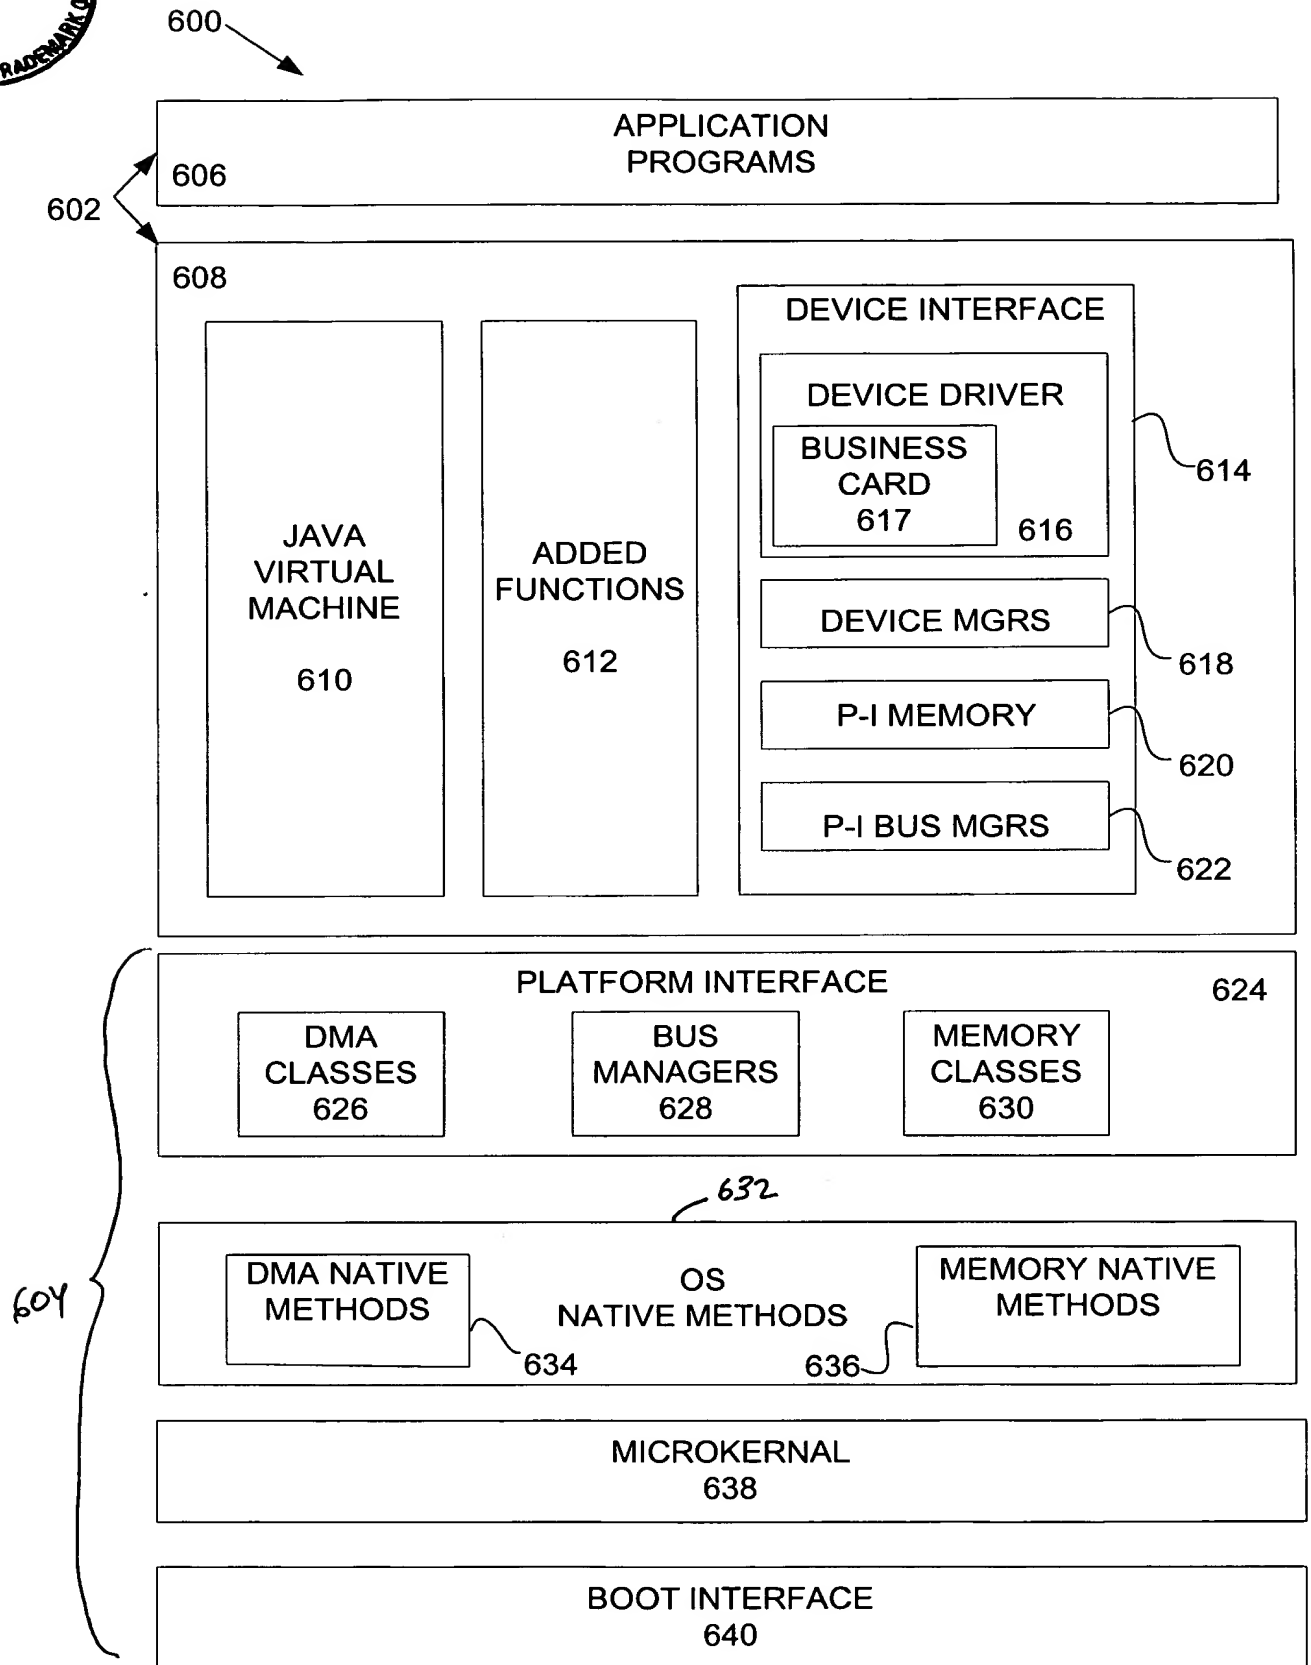 RADEMARK O
600
APPLICATION
PROGRAMS
606
602
608
DEVICE INTERFACE
DEVICE DRIVER
BUSINESS
CARD
617
616
614
JAVA
VIRTUAL
MACHINE
610
ADDED
FUNCTIONS
612
DEVICE MGRS
618
P-I MEMORY
620
P-I BUS MGRS
622
PLATFORM INTERFACE
624
DMA
CLASSES
626
BUS
MANAGERS
628
MEMORY
CLASSES
630
632
604
DMA NATIVE
METHODS
634
OS
NATIVE METHODS
636
MEMORY NATIVE
METHODS
MICROKERNAL
638
BOOT INTERFACE
640